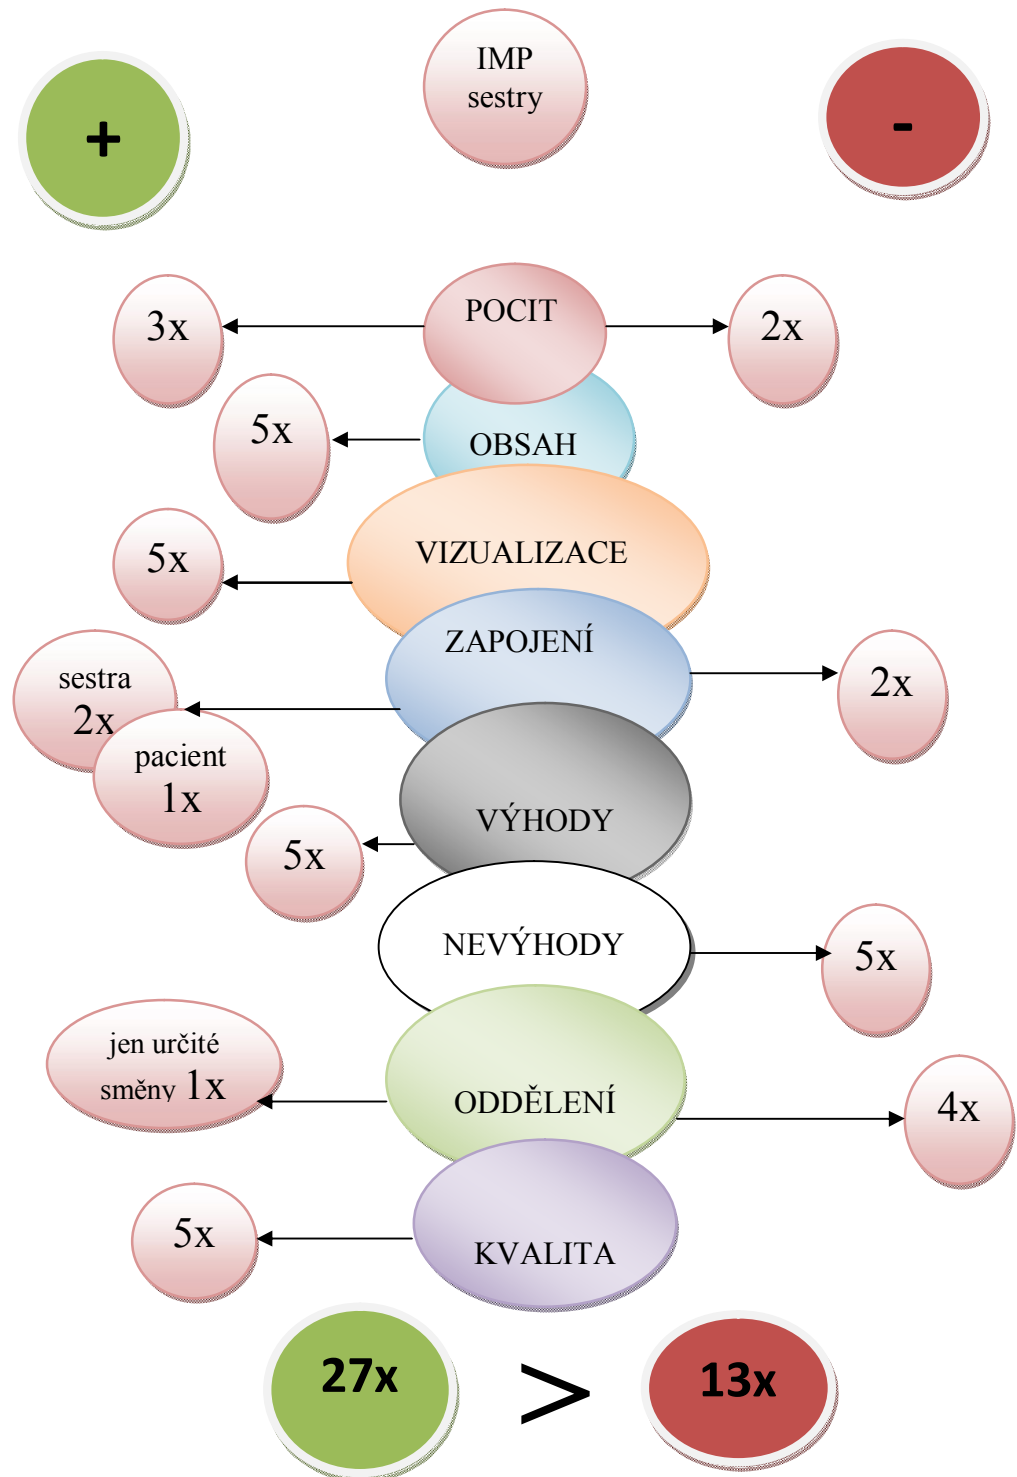 IMP
sestry
+
-
3x
POCIT
2x
5x
OBSAH
5x
VIZUALIZACE
ZAPOJENÍ
2x
sestra
2x
pacient
1x
5x
VÝHODY
NEVÝHODY
5x
jen určité
směny 1x
ODDĚLENÍ
4x
5x
KVALITA
27x
>
13x